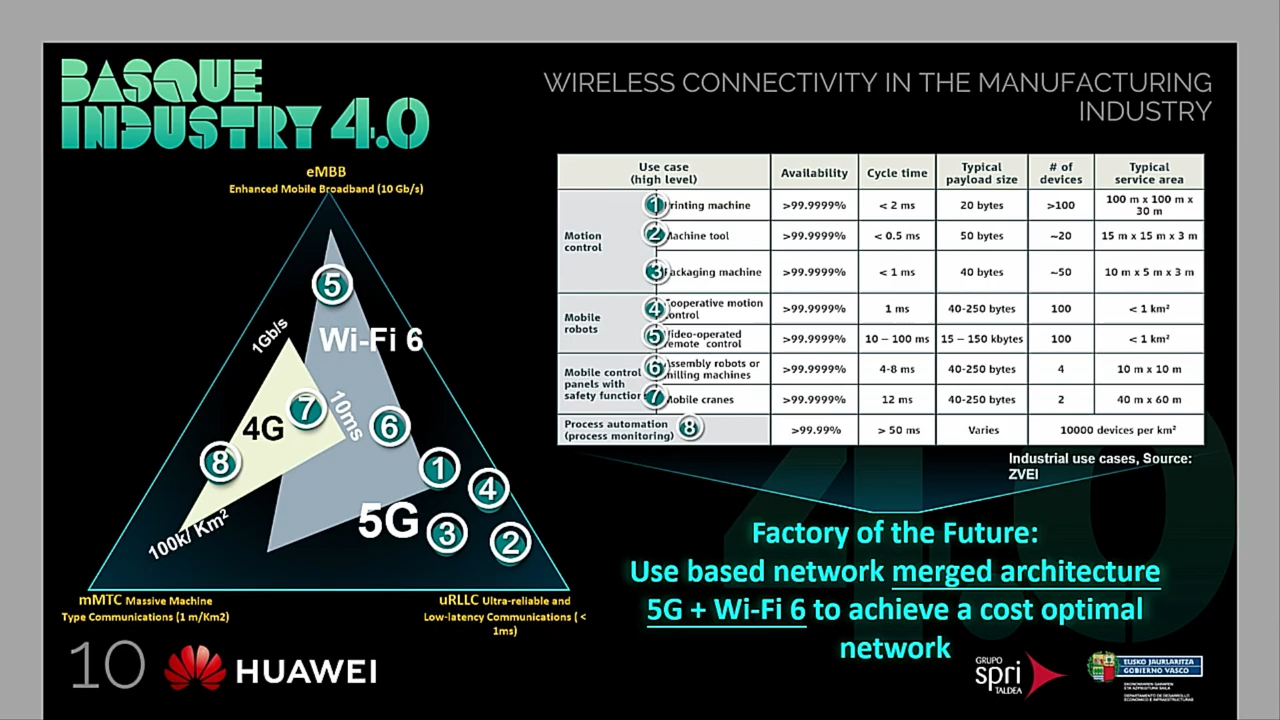 BASQUE
INDUSTRY 4.0
WIRELESS CONNECTIVITY IN THE MANUFACTURING
INDUSTRY
eMBB
Enhanced Mobile Broadband (10 Gb/s)
5
1Gb/s
Wi-Fi 6
7
10ms
4G
6
8
1
4
100k/ Km²
5G
3
2
mMTC Massive Machine
Type Communications (1 m/Km2)
uRLLC Ultra-reliable and
Low-latency Communications ( <
1ms)
Use case
(high level)
Availability
Cycle time
Typical
payload size
# of
devices
Typical
service area
Motion
control
1 Printing machine
>99.9999%
< 2 ms
20 bytes
>100
100 m x 100 m x
30 m
2 Machine tool
>99.9999%
< 0.5 ms
50 bytes
~20
15 m x 15 m x 3 m
3 Packaging machine
>99.9999%
< 1 ms
40 bytes
~50
10 m x 5 m x 3 m
Mobile
robots
4 Cooperative motion
control
>99.9999%
1 ms
40-250 bytes
100
< 1 km²
5 Video-operated
remote control
>99.9999%
10 – 100 ms
15 – 150 kbytes
100
< 1 km²
Mobile control
panels with
safety function
6 Assembly robots or
milling machines
>99.9999%
4-8 ms
40-250 bytes
4
10 m x 10 m
7 Mobile cranes
>99.9999%
12 ms
40-250 bytes
2
40 m x 60 m
Process automation
(process monitoring) 8
>99.99%
> 50 ms
Varies
10000 devices per km²
Industrial use cases, Source:
ZVEI
Factory of the Future:
Use based network merged architecture
5G + Wi-Fi 6 to achieve a cost optimal
network
10
HUAWEI
GRUPO
spri
TALDEA
EUSKO JAURLARITZA
GOBIERNO VASCO